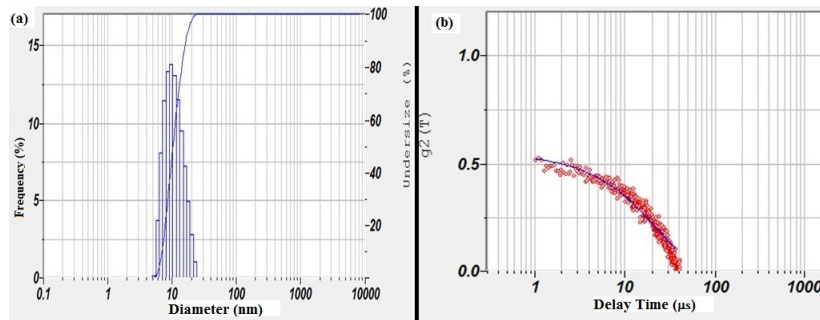 (a)
15
10
5
0
Frequency (%)
0.1 1 10 100 1000 10000
Diameter (nm)
100
80
60
40
20
Undersize (%)
(b)
1.0
0.5
0.0
g2(T)
1 10 100 1000
Delay Time (µs)